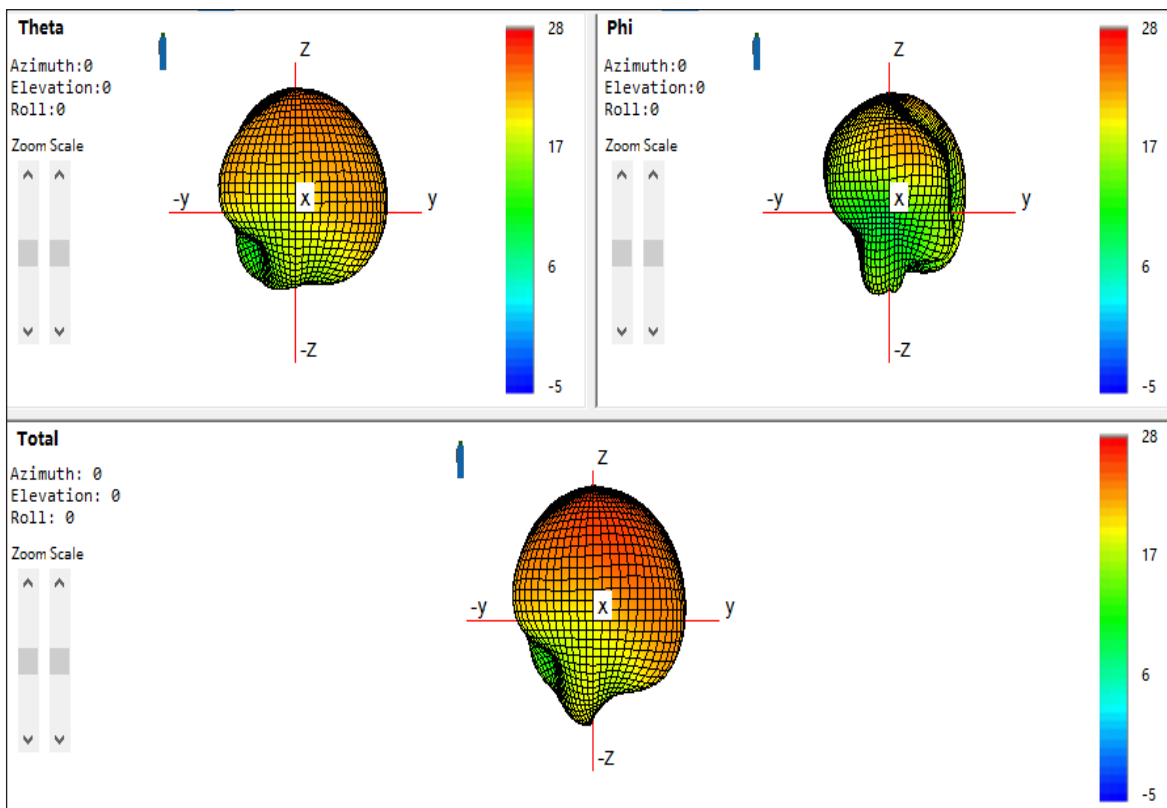 Theta
Azimuth:0
Elevation:0
Roll:0
Zoom Scale
Z
-y
x
y
-Z
28
17
6
-5
Phi
Azimuth:0
Elevation:0
Roll:0
Zoom Scale
Z
-y
x
y
-Z
28
17
6
-5
Total
Azimuth: 0
Elevation: 0
Roll: 0
Zoom Scale
Z
-y
x
y
-Z
28
17
6
-5